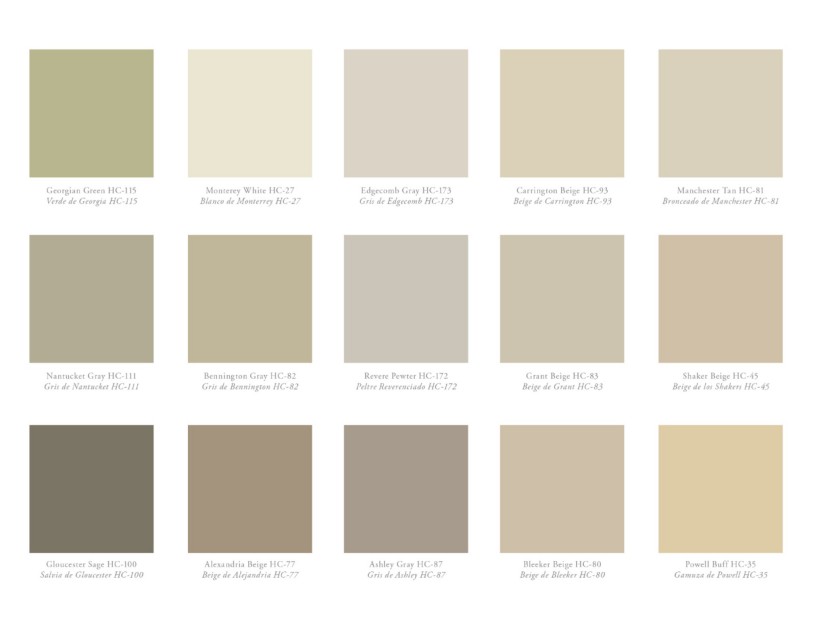 Georgian Green HC-115
Verde de Georgia HC-115
Monterey White HC-27
Blanco de Monterrey HC-27
Edgecomb Gray HC-173
Gris de Edgecomb HC-173
Carrington Beige HC-93
Beige de Carrington HC-93
Manchester Tan HC-81
Bronceado de Manchester HC-81
Nantucket Gray HC-111
Gris de Nantucket HC-111
Bennington Gray HC-82
Gris de Bennington HC-82
Revere Pewter HC-172
Peltre Reverenciado HC-172
Grant Beige HC-83
Beige de Grant HC-83
Shaker Beige HC-45
Beige de los Shakers HC-45
Gloucester Sage HC-100
Salvia de Gloucester HC-100
Alexandria Beige HC-77
Beige de Alejandria HC-77
Ashley Gray HC-87
Gris de Ashley HC-87
Bleeker Beige HC-80
Beige de Bleeker HC-80
Powell Buff HC-35
Gamuza de Powell HC-35